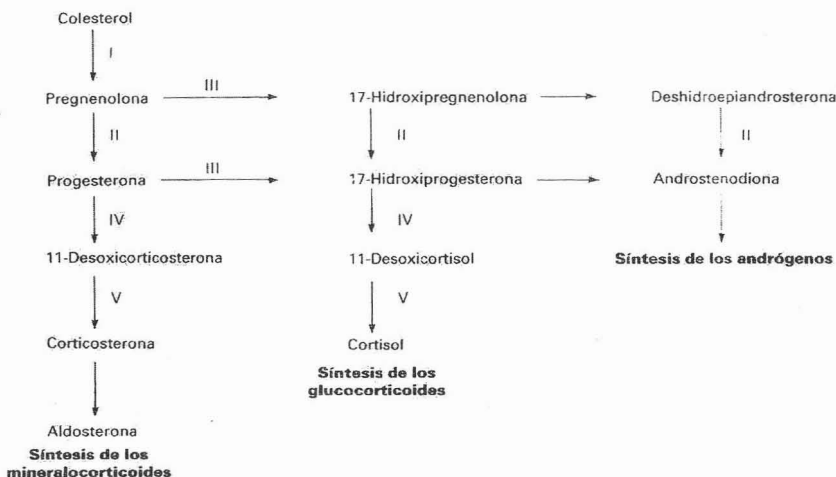 Colesterol
I
Pregnenolona III 17-Hidroxipregnenolona Deshidroepiandrosterona
II II II
Progesterona III 17-Hidroxiprogesterona Androstenodiona
IV IV
11-Desoxicorticosterona 11-Desoxicortisol Síntesis de los andrógenos
V V
Corticosterona Cortisol
Síntesis de los
glucocorticoides
Aldosterona
Síntesis de los
mineralocorticoides